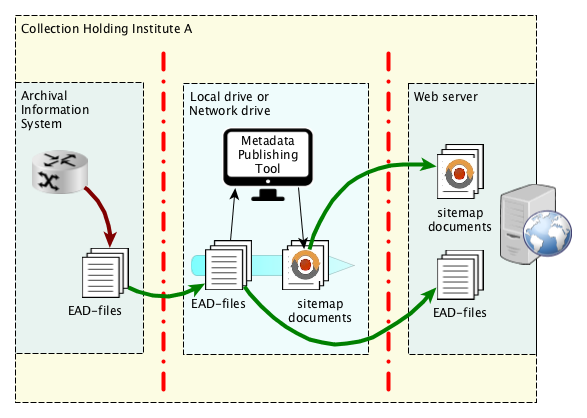 Collection Holding Institute A
Archival
Information
System
EAD-files
Local drive or
Network drive
Metadata
Publishing
Tool
EAD-files
sitemap
documents
Web server
sitemap
documents
EAD-files